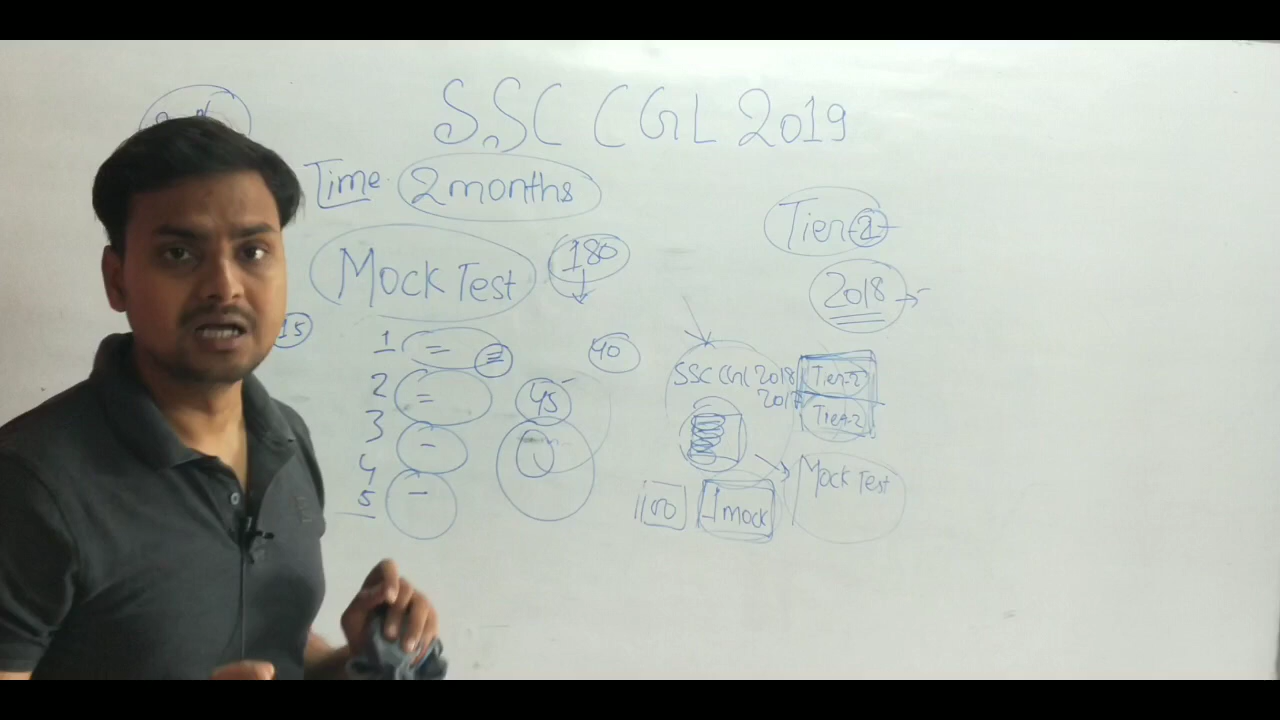 SSC CGL 2019
Time 2 months
Tier-2
Mock Test 180
2018
15
1 = =
40
2 =
45
3 -
4
5 -
SSC CGL 2018 Tier-2
2017 Tier-2
Mock Test
100 1 mock